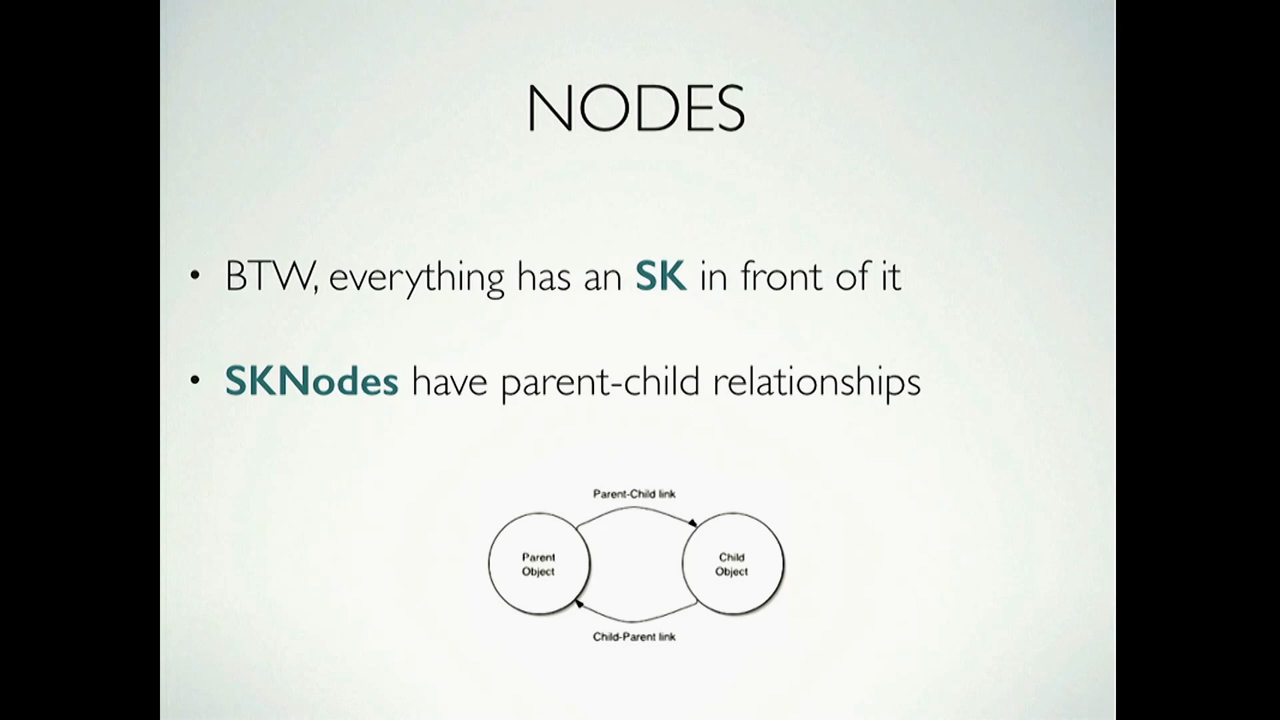 NODES
• BTW, everything has an SK in front of it
• SKNodes have parent-child relationships
Parent-Child link
Parent
Object
Child
Object
Child-Parent link